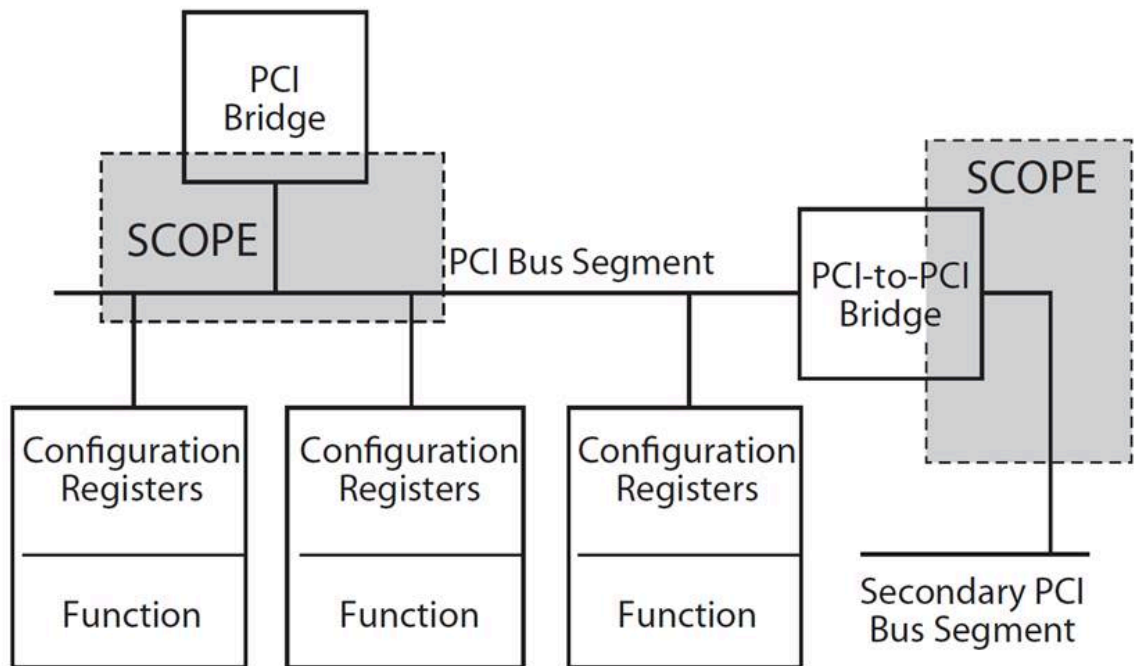 PCI
Bridge
SCOPE
SCOPE
PCI Bus Segment
PCI-to-PCI
Bridge
Configuration
Registers
Function
Configuration
Registers
Function
Configuration
Registers
Function
Secondary PCI
Bus Segment